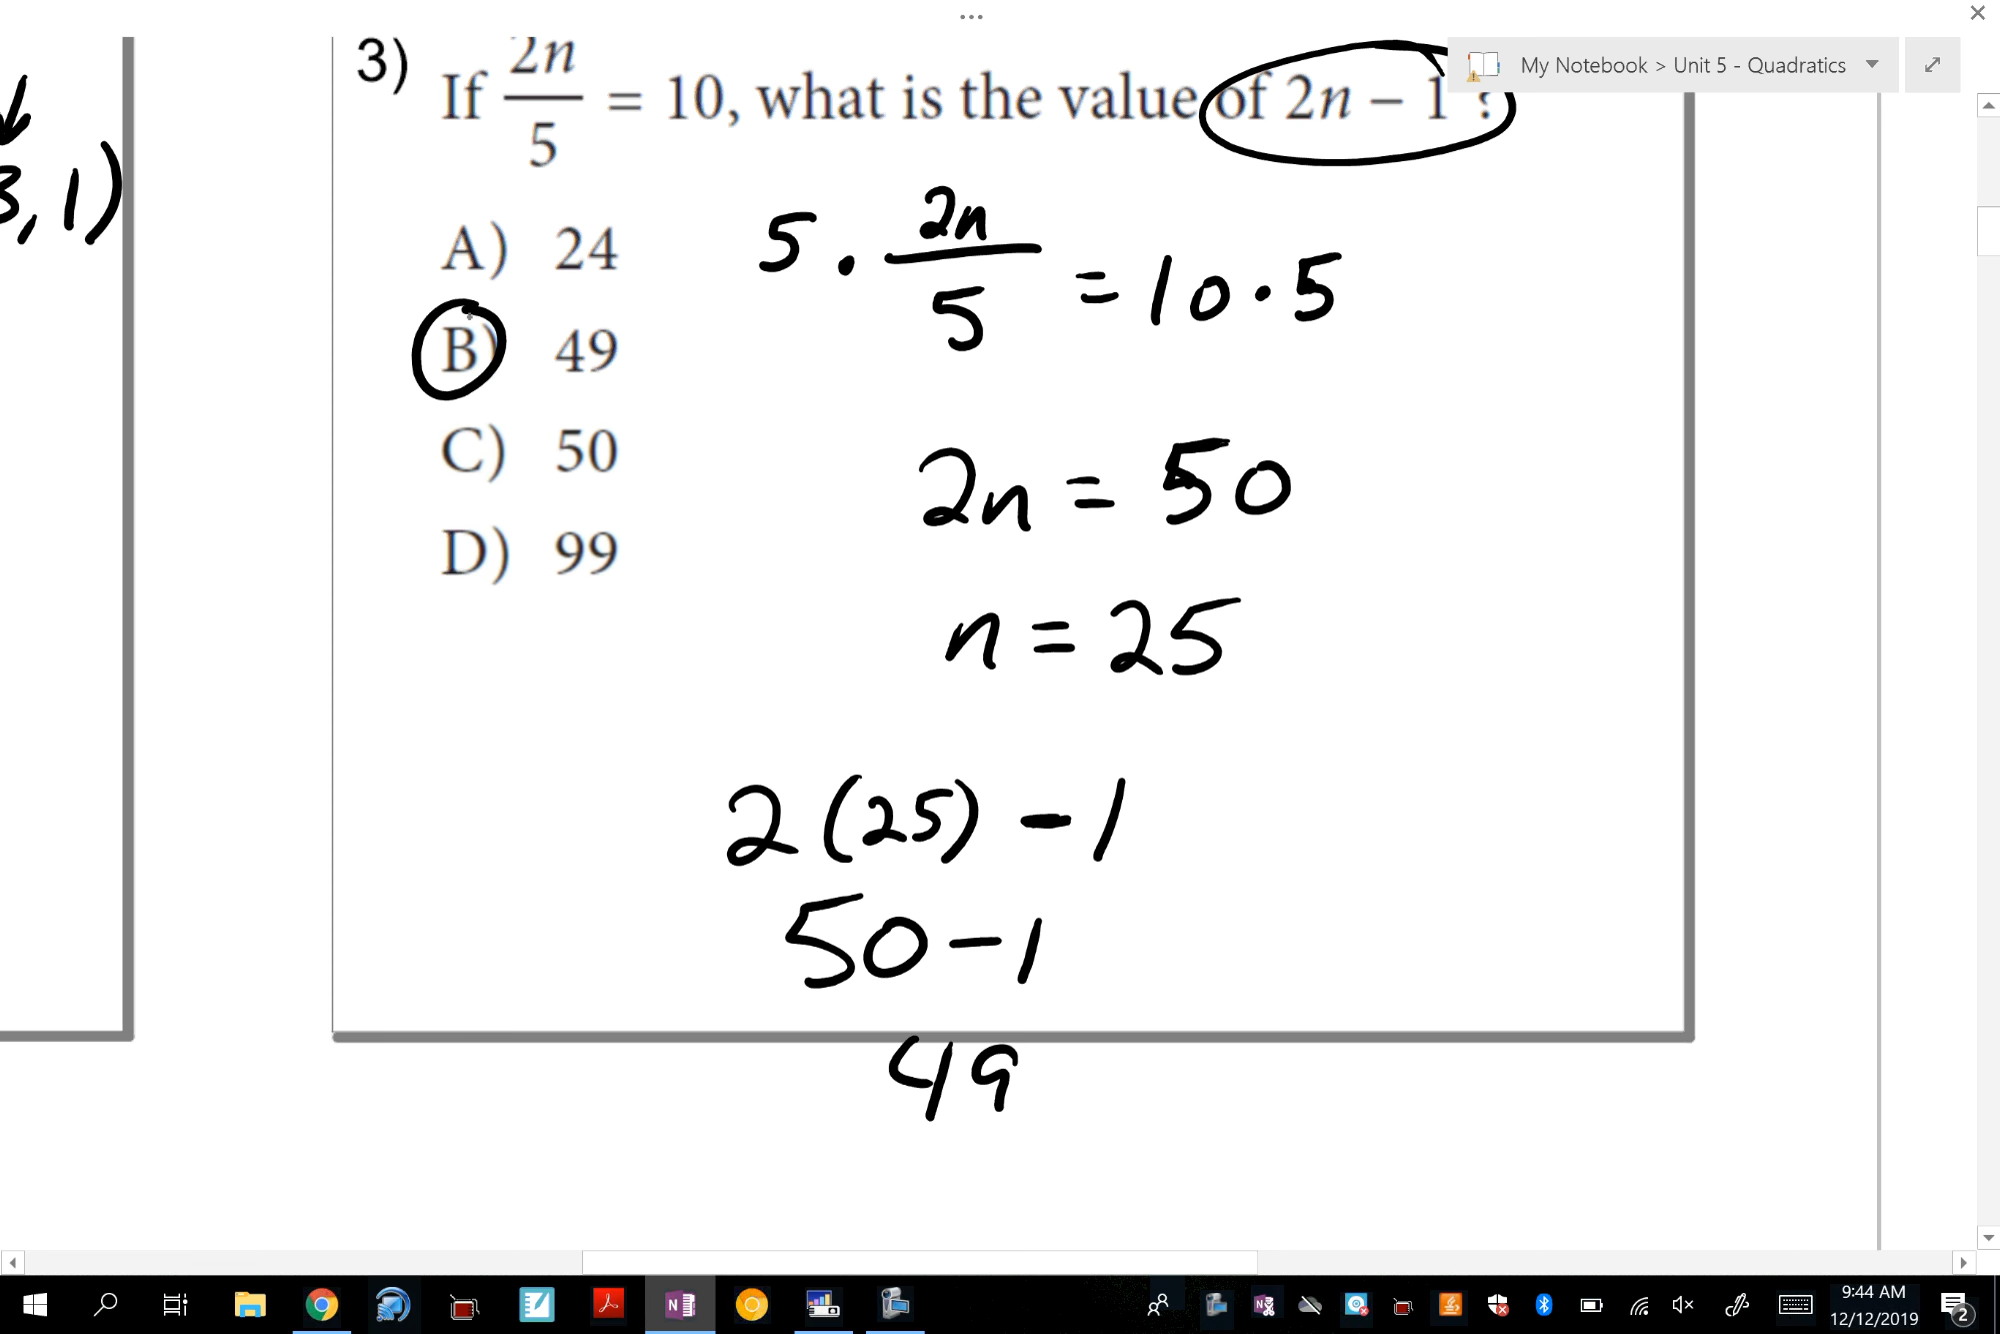 My Notebook > Unit 5 - Quadratics
3) If 2n/5 = 10, what is the value of 2n − 1 ?
3, 1)
A) 24
B) 49
C) 50
D) 99
5 · 2n/5 = 10 · 5
2n = 50
n = 25
2 (25) - 1
50 - 1
49
9:44 AM
12/12/2019
2